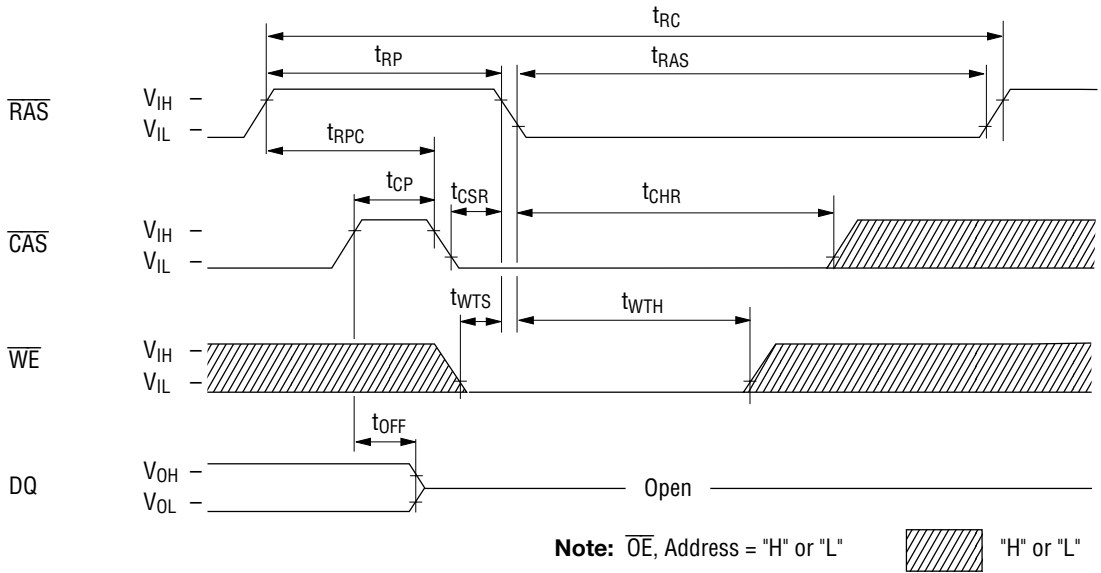 tRC
tRP
tRAS
RAS
VIH
VIL
tRPC
tCP
tCSR
tCHR
CAS
VIH
VIL
tWTS
tWTH
WE
VIH
VIL
tOFF
DQ
VOH
VOL
Open
Note: OE, Address = "H" or "L"
"H" or "L"